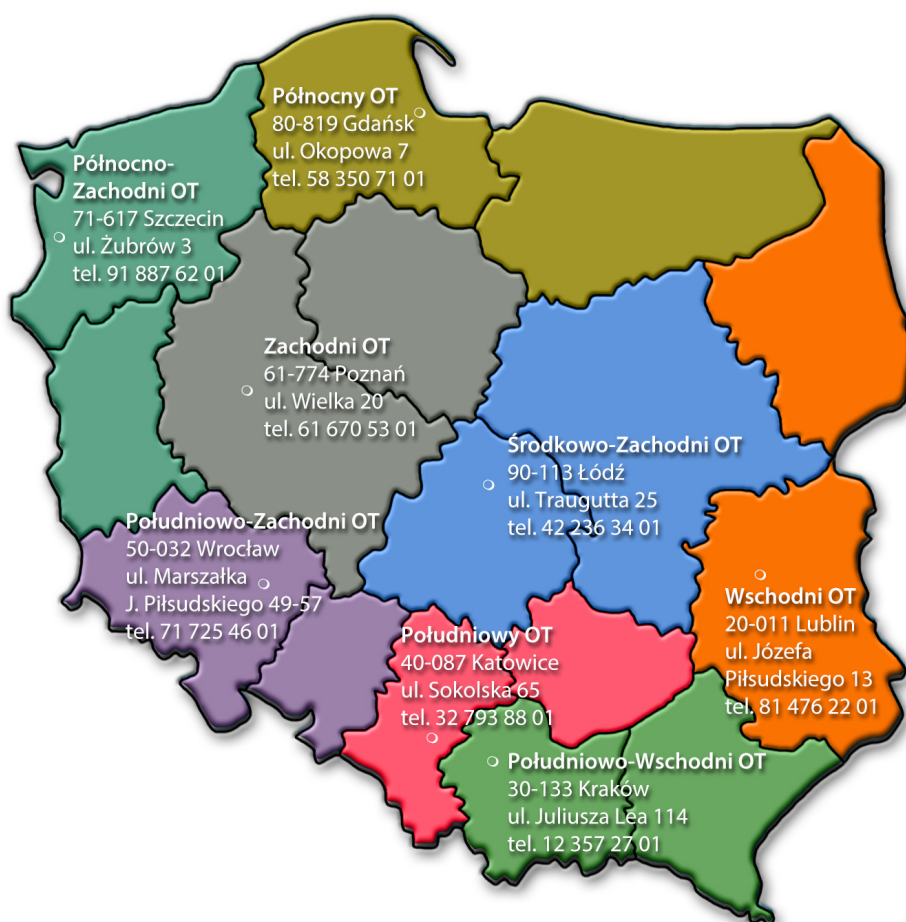 Północny OT
80-819 Gdańsk
ul. Okopowa 7
tel. 58 350 71 01
Północno-
Zachodni OT
71-617 Szczecin
ul. Żubrów 3
tel. 91 887 62 01
Zachodni OT
61-774 Poznań
ul. Wielka 20
tel. 61 670 53 01
Środkowo-Zachodni OT
90-113 Łódź
ul. Traugutta 25
tel. 42 236 34 01
Południowo-Zachodni OT
50-032 Wrocław
ul. Marszałka
J. Piłsudskiego 49-57
tel. 71 725 46 01
Wschodni OT
20-011 Lublin
ul. Józefa
Piłsudskiego 13
tel. 81 476 22 01
Południowy OT
40-087 Katowice
ul. Sokolska 65
tel. 32 793 88 01
Południowo-Wschodni OT
30-133 Kraków
ul. Juliusza Lea 114
tel. 12 357 27 01